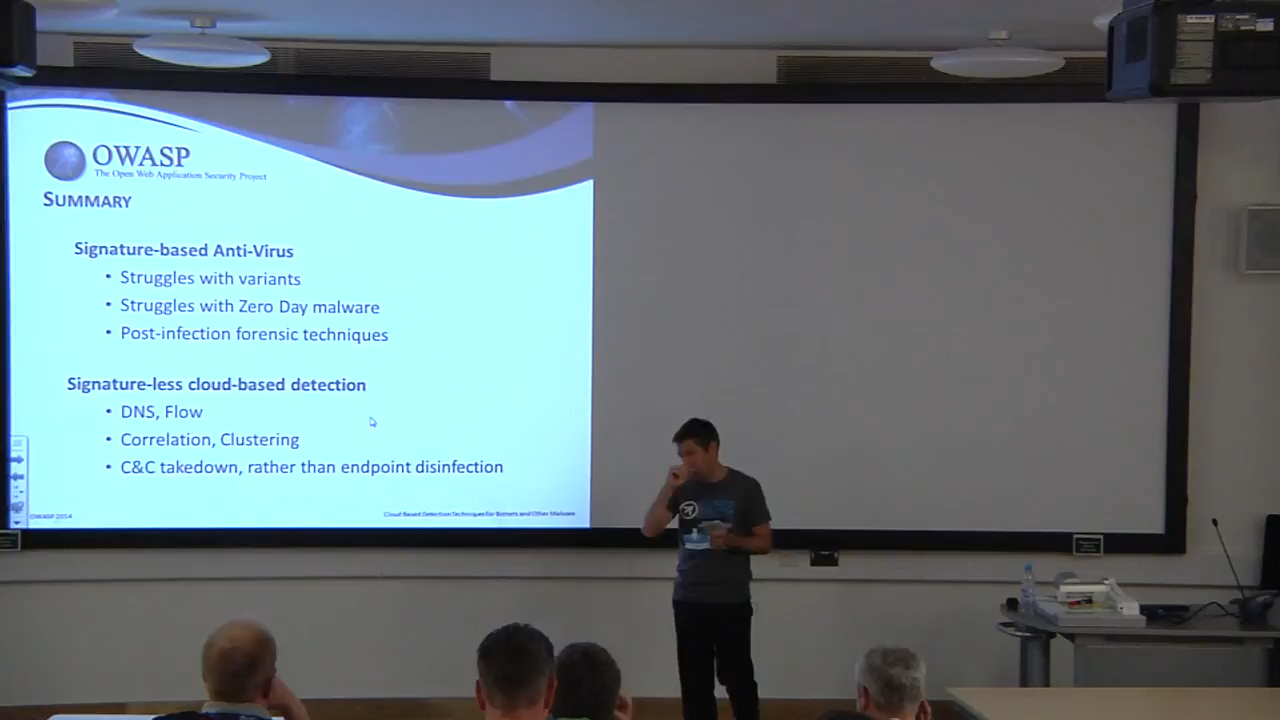 OWASP
The Open Web Application Security Project
SUMMARY
Signature-based Anti-Virus
• Struggles with variants
• Struggles with Zero Day malware
• Post-infection forensic techniques
Signature-less cloud-based detection
• DNS, Flow
• Correlation, Clustering
• C&C takedown, rather than endpoint disinfection
OWASP 2014
Cloud Based Detection Techniques for Botnets and Other Malware